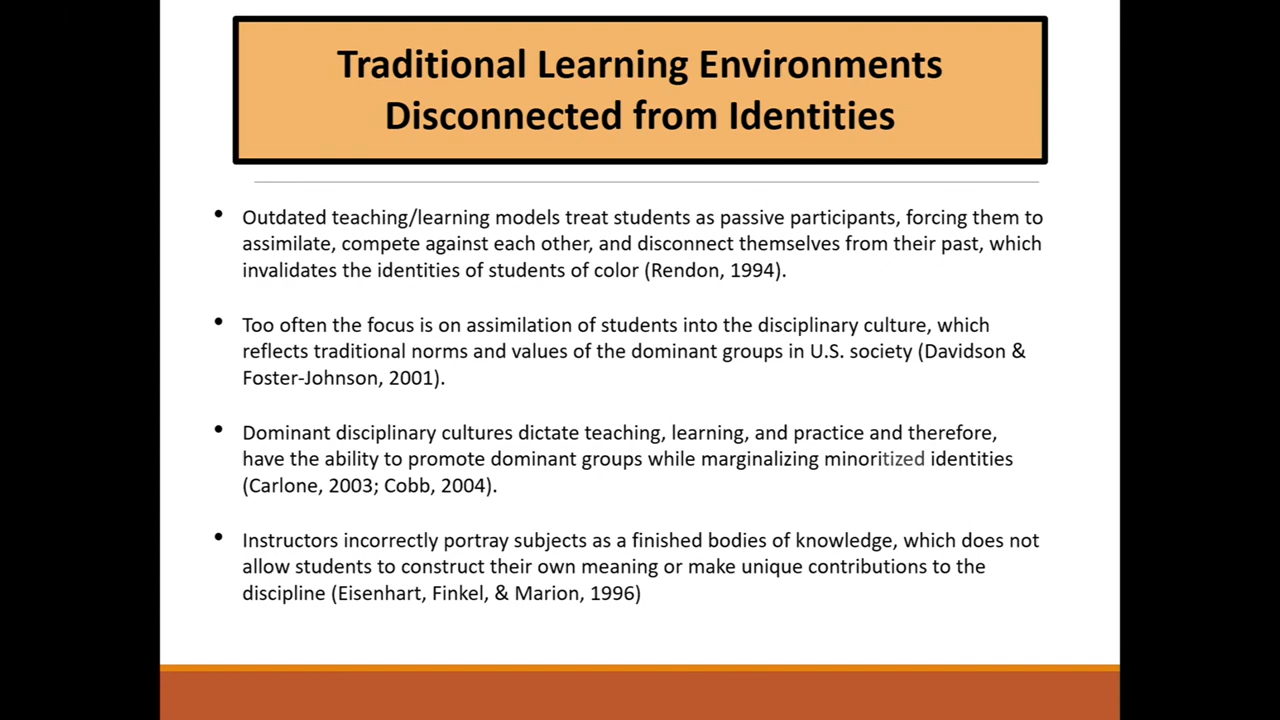 Traditional Learning Environments
Disconnected from Identities
• Outdated teaching/learning models treat students as passive participants, forcing them to
assimilate, compete against each other, and disconnect themselves from their past, which
invalidates the identities of students of color (Rendon, 1994).
• Too often the focus is on assimilation of students into the disciplinary culture, which
reflects traditional norms and values of the dominant groups in U.S. society (Davidson &
Foster-Johnson, 2001).
• Dominant disciplinary cultures dictate teaching, learning, and practice and therefore,
have the ability to promote dominant groups while marginalizing minoritized identities
(Carlone, 2003; Cobb, 2004).
• Instructors incorrectly portray subjects as a finished bodies of knowledge, which does not
allow students to construct their own meaning or make unique contributions to the
discipline (Eisenhart, Finkel, & Marion, 1996)